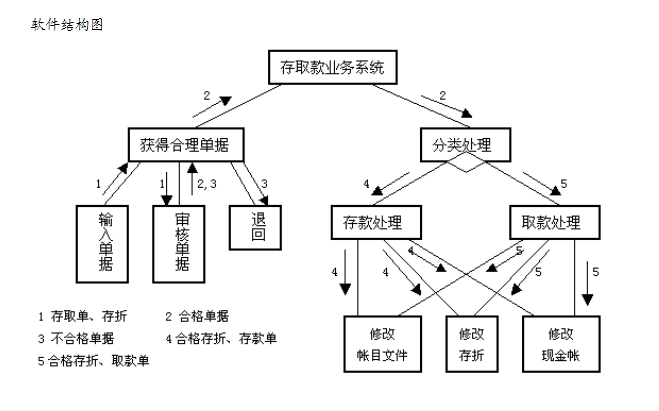 软件结构图
存取款业务系统
2
2
获得合理单据
分类处理
1
1
2,3
3
4
5
输入单据
审核单据
退回
存款处理
取款处理
4
4
4
5
5
5
修改
帐目文件
修改
存折
修改
现金帐
1 存取单、存折
2 合格单据
3 不合格单据
4 合格存折、存款单
5 合格存折、取款单